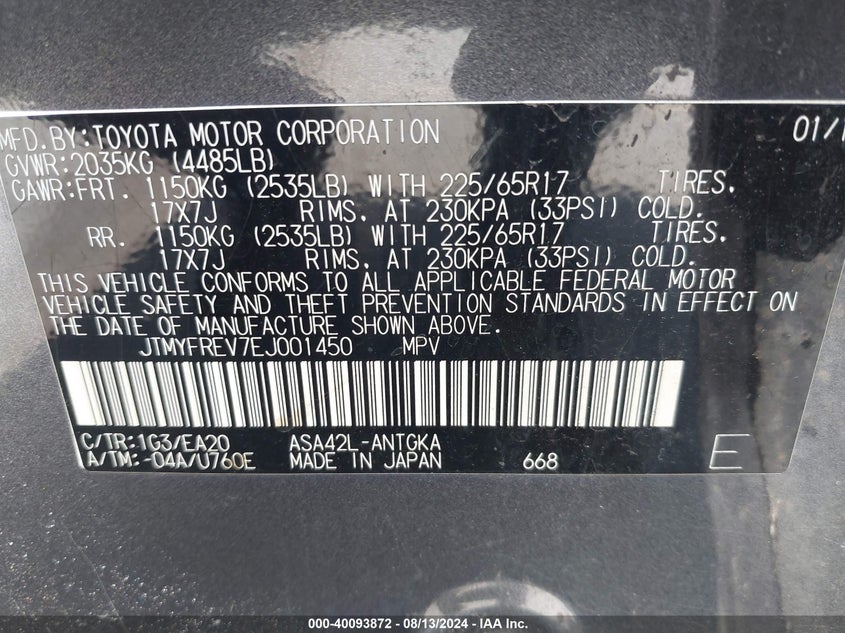 MFD. BY: TOYOTA MOTOR CORPORATION 01/1
GVWR: 2035KG (4485LB)
GAWR: FRT. 1150KG (2535LB) WITH 225/65R17 TIRES.
17X7J RIMS. AT 230KPA (33PSI) COLD.
RR. 1150KG (2535LB) WITH 225/65R17 TIRES.
17X7J RIMS. AT 230KPA (33PSI) COLD.
THIS VEHICLE CONFORMS TO ALL APPLICABLE FEDERAL MOTOR
VEHICLE SAFETY AND THEFT PREVENTION STANDARDS IN EFFECT ON
THE DATE OF MANUFACTURE SHOWN ABOVE.
JTMYFREV7EJ001450 MPV
C/TR: 1G3/EA20 ASA42L-ANTGKA
A/TM: -04A/U760E MADE IN JAPAN 668 E
000-40093872 - 08/13/2024 - IAA Inc.